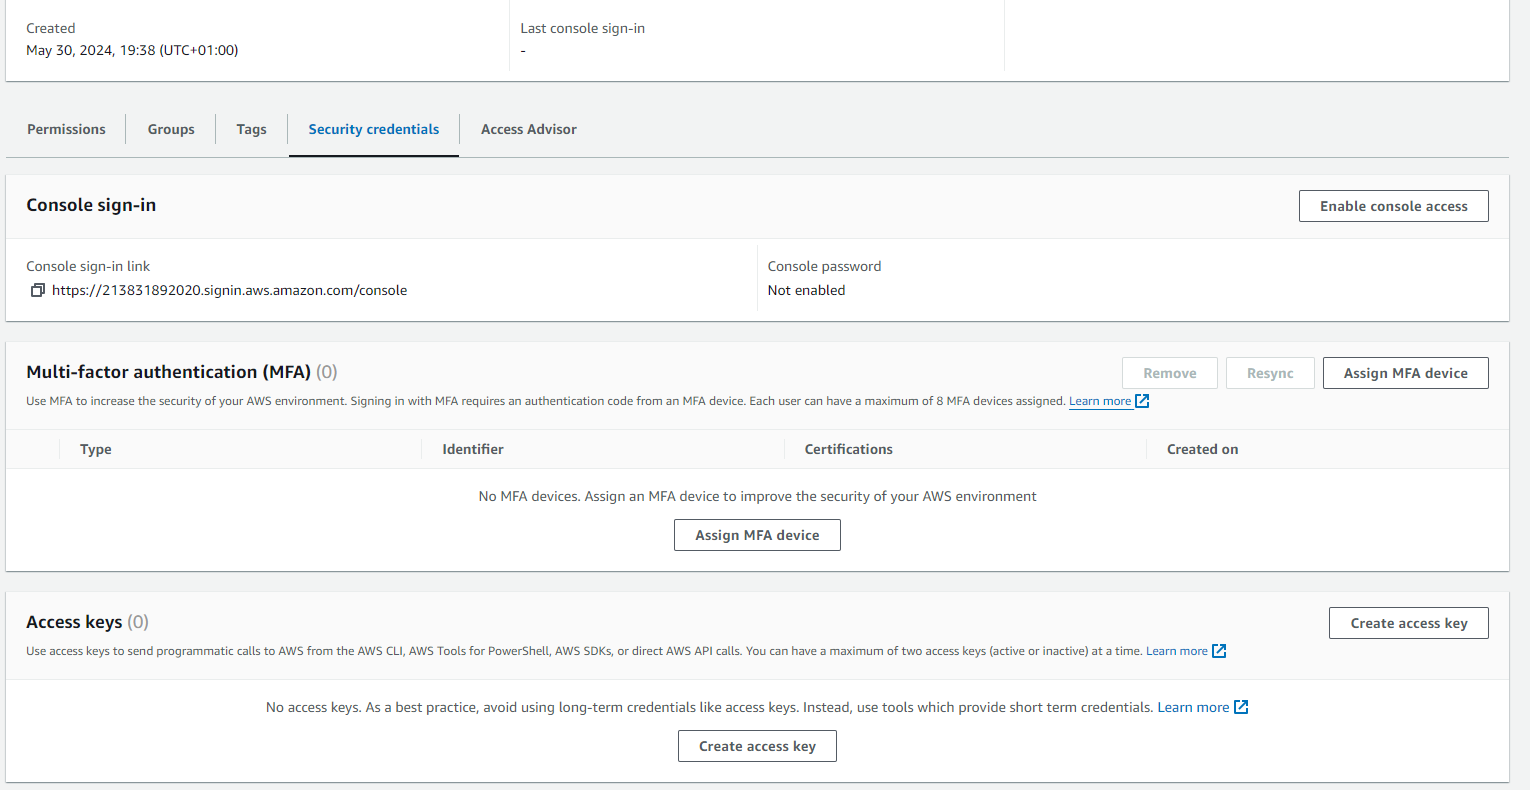 Created
Last console sign-in
May 30, 2024, 19:38 (UTC+01:00)
-
Permissions
Groups
Tags
Security credentials
Access Advisor
Console sign-in
Enable console access
Console sign-in link
https://213831892020.signin.aws.amazon.com/console
Console password
Not enabled
Multi-factor authentication (MFA) (0)
Remove
Resync
Assign MFA device
Use MFA to increase the security of your AWS environment. Signing in with MFA requires an authentication code from an MFA device. Each user can have a maximum of 8 MFA devices assigned. Learn more
Type
Identifier
Certifications
Created on
No MFA devices. Assign an MFA device to improve the security of your AWS environment
Assign MFA device
Access keys (0)
Create access key
Use access keys to send programmatic calls to AWS from the AWS CLI, AWS Tools for PowerShell, AWS SDKs, or direct AWS API calls. You can have a maximum of two access keys (active or inactive) at a time. Learn more
No access keys. As a best practice, avoid using long-term credentials like access keys. Instead, use tools which provide short term credentials. Learn more
Create access key